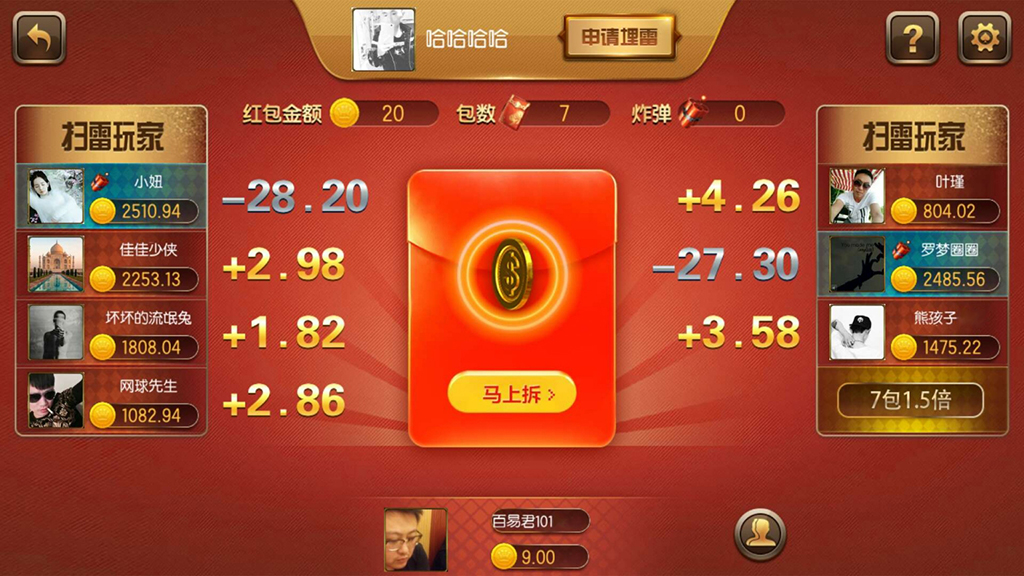 哈哈哈哈
申请埋雷
?
红包金额 20
包数 7
炸弹 0
扫雷玩家
小妞
2510.94
-28.20
佳佳少侠
2253.13
+2.98
坏坏的流氓兔
1808.04
+1.82
网球先生
1082.94
+2.86
$
马上拆 >
扫雷玩家
叶瑾
804.02
+4.26
罗梦圈圈
2485.56
-27.30
熊孩子
1475.22
+3.58
7包1.5倍
百易君101
9.00